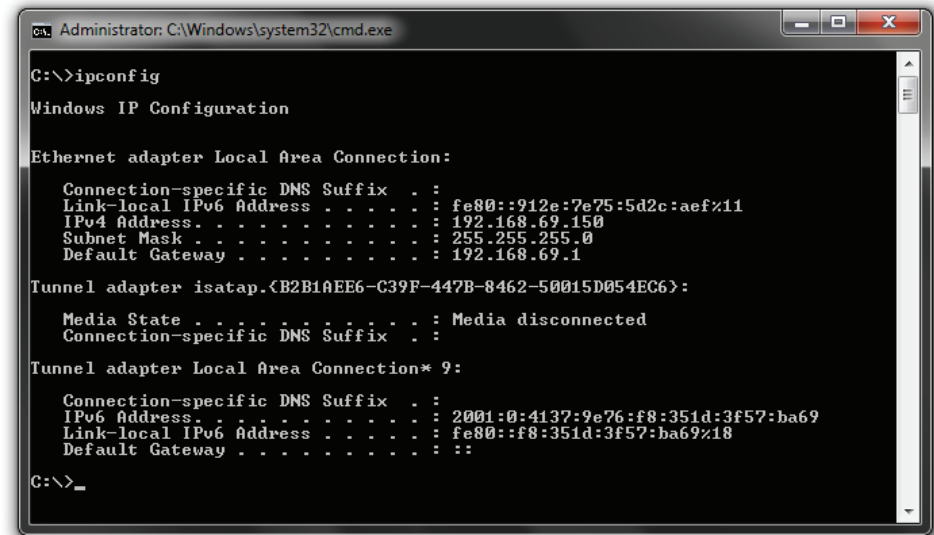 Administrator: C:\Windows\system32\cmd.exe
C:\>ipconfig
Windows IP Configuration
Ethernet adapter Local Area Connection:
Connection-specific DNS Suffix . :
Link-local IPv6 Address . . . . . : fe80::912e:7e75:5d2c:aef%11
IPv4 Address. . . . . . . . . . . : 192.168.69.150
Subnet Mask . . . . . . . . . . . : 255.255.255.0
Default Gateway . . . . . . . . . : 192.168.69.1
Tunnel adapter isatap.{B2B1AEE6-C39F-447B-8462-50015D054EC6}:
Media State . . . . . . . . . . . : Media disconnected
Connection-specific DNS Suffix . :
Tunnel adapter Local Area Connection* 9:
Connection-specific DNS Suffix . :
IPv6 Address. . . . . . . . . . . : 2001:0:4137:9e76:f8:351d:3f57:ba69
Link-local IPv6 Address . . . . . : fe80::f8:351d:3f57:ba69%18
Default Gateway . . . . . . . . . : ::
C:\>_